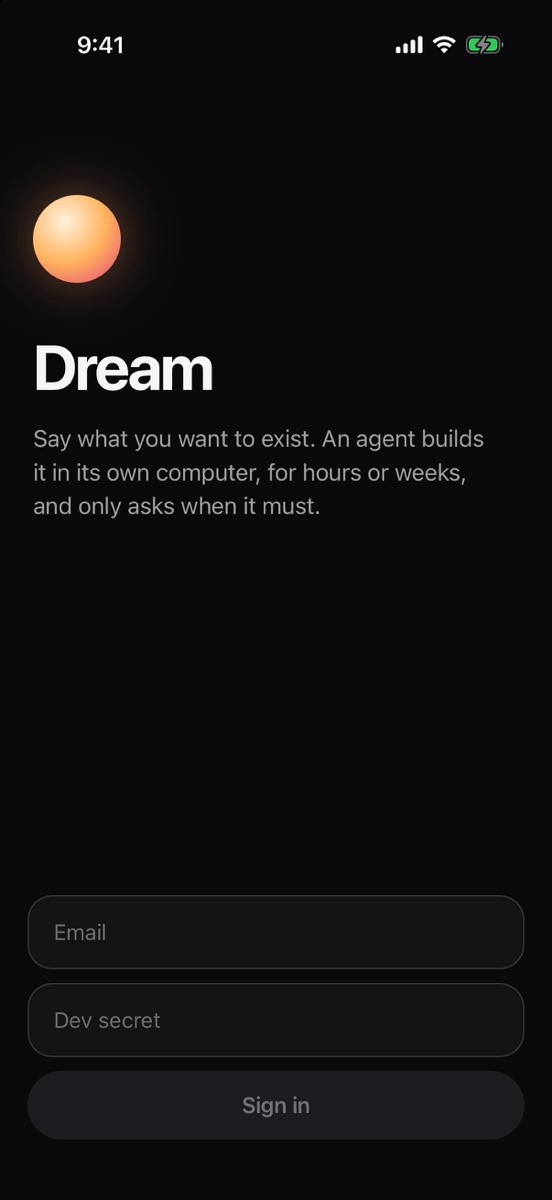 9:41
Dream
Say what you want to exist. An agent builds
it in its own computer, for hours or weeks,
and only asks when it must.
Email
Dev secret
Sign in